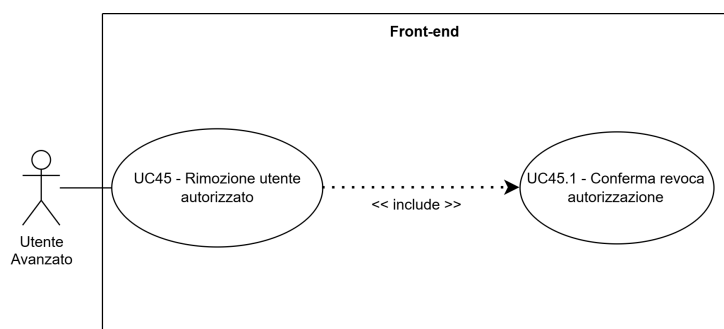 Front-end
UC45 - Rimozione utente
autorizzato
UC45.1 - Conferma revoca
autorizzazione
<< include >>
Utente
Avanzato